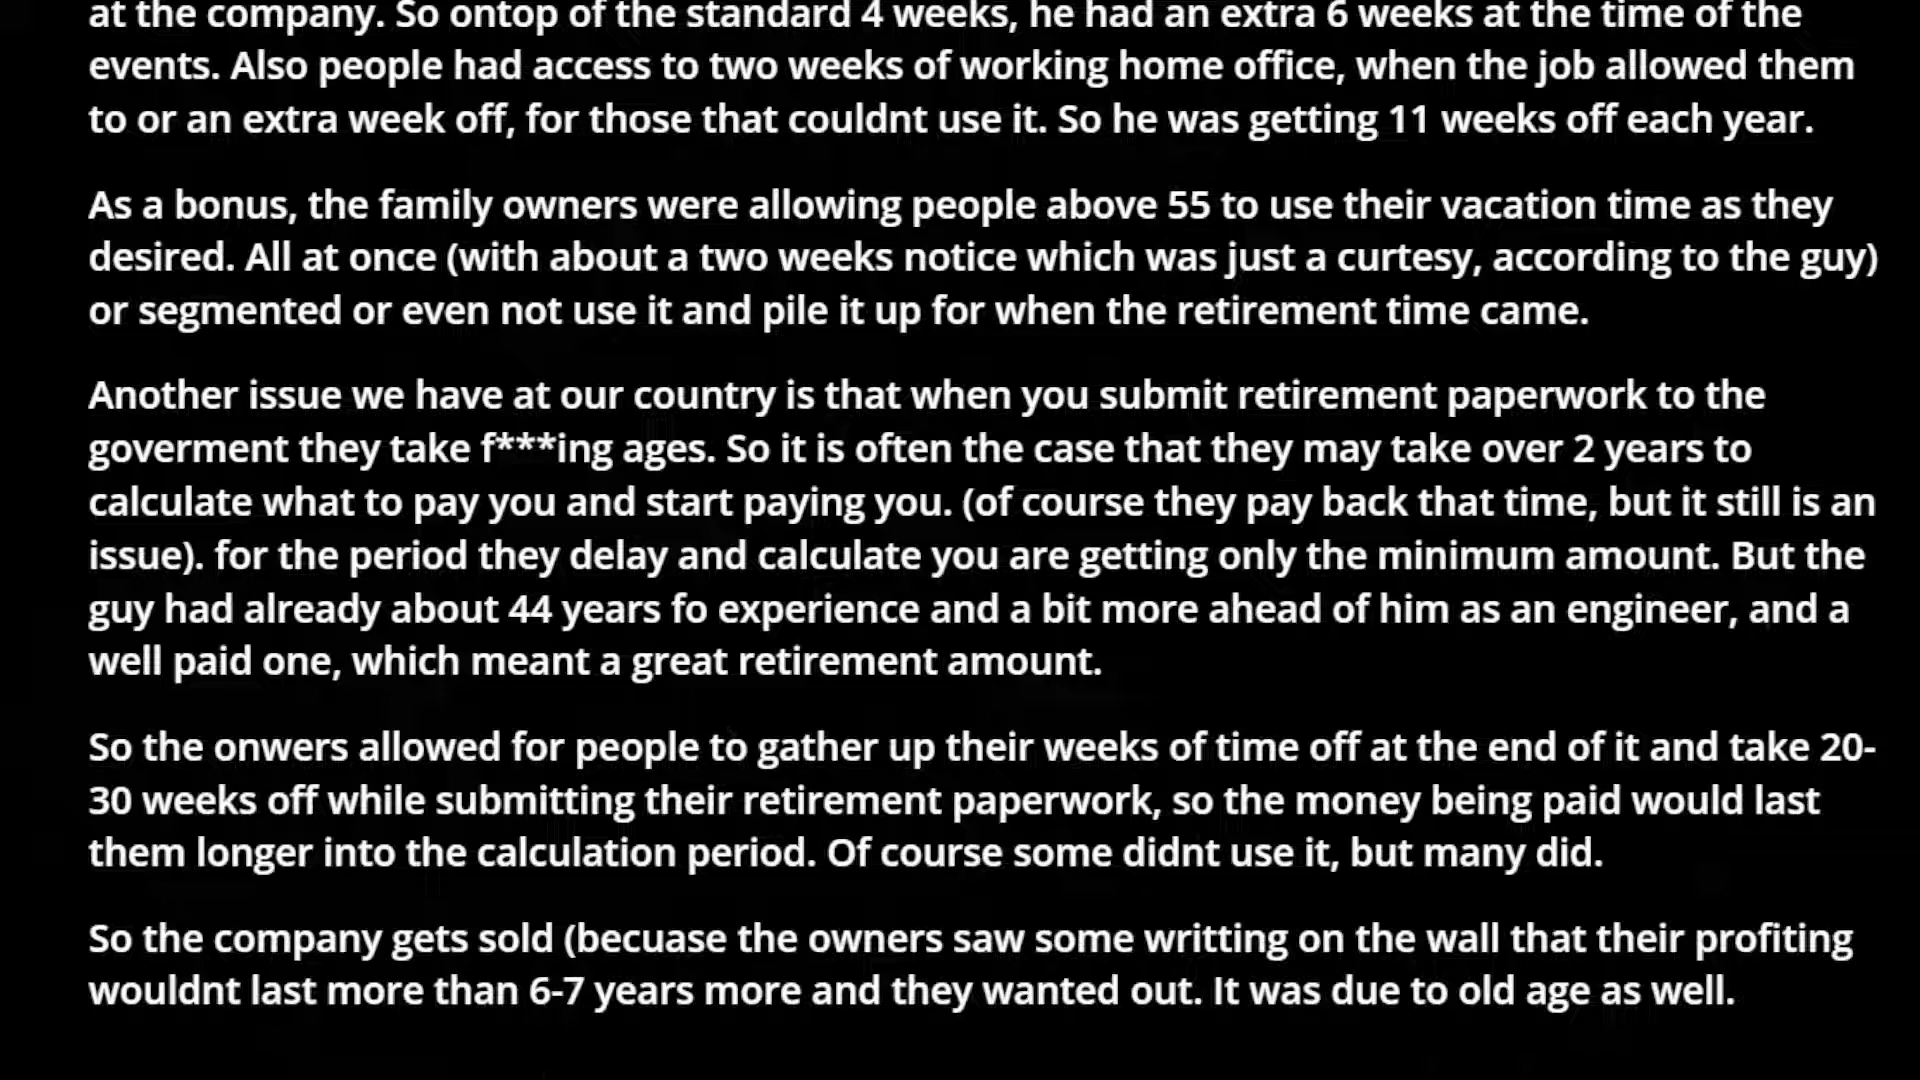 at the company. So ontop of the standard 4 weeks, he had an extra 6 weeks at the time of the
events. Also people had access to two weeks of working home office, when the job allowed them
to or an extra week off, for those that couldnt use it. So he was getting 11 weeks off each year.
As a bonus, the family owners were allowing people above 55 to use their vacation time as they
desired. All at once (with about a two weeks notice which was just a curtesy, according to the guy)
or segmented or even not use it and pile it up for when the retirement time came.
Another issue we have at our country is that when you submit retirement paperwork to the
goverment they take f***ing ages. So it is often the case that they may take over 2 years to
calculate what to pay you and start paying you. (of course they pay back that time, but it still is an
issue). for the period they delay and calculate you are getting only the minimum amount. But the
guy had already about 44 years fo experience and a bit more ahead of him as an engineer, and a
well paid one, which meant a great retirement amount.
So the onwers allowed for people to gather up their weeks of time off at the end of it and take 20-
30 weeks off while submitting their retirement paperwork, so the money being paid would last
them longer into the calculation period. Of course some didnt use it, but many did.
So the company gets sold (becuase the owners saw some writting on the wall that their profiting
wouldnt last more than 6-7 years more and they wanted out. It was due to old age as well.